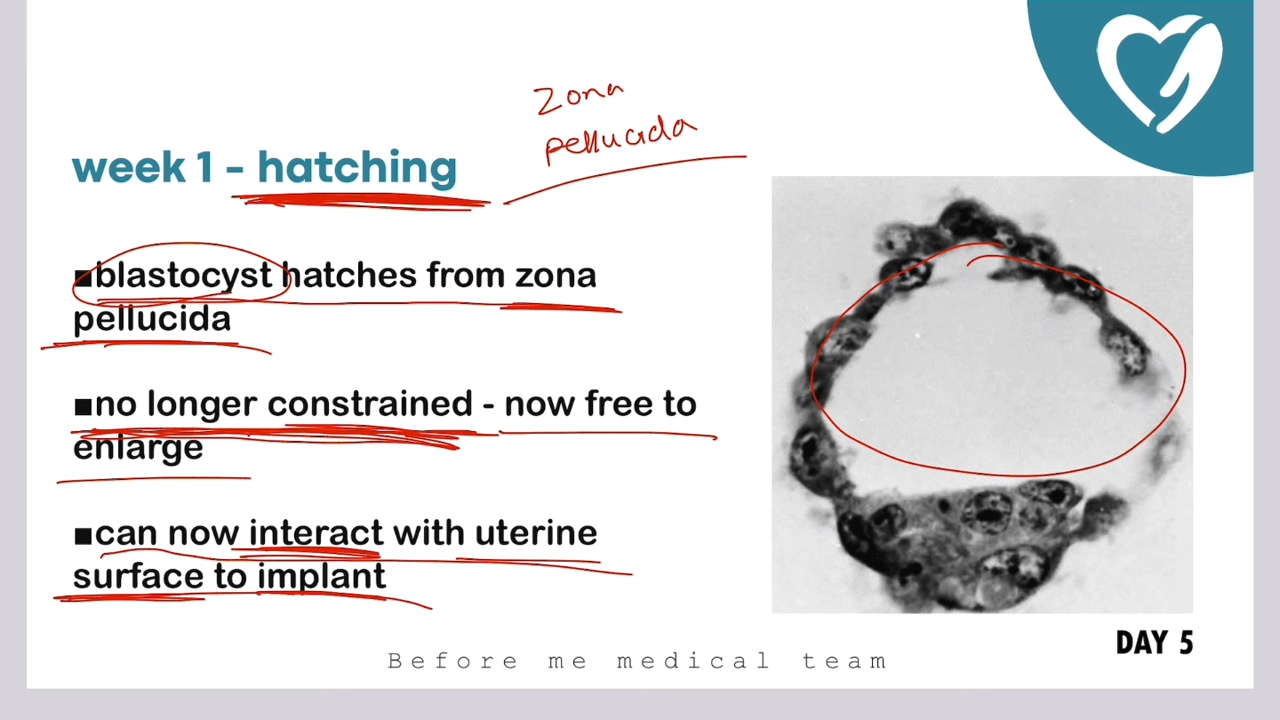 Zona
pellucida
week 1 - hatching
▪blastocyst hatches from zona
pellucida
▪no longer constrained - now free to
enlarge
▪can now interact with uterine
surface to implant
DAY 5
Before me medical team